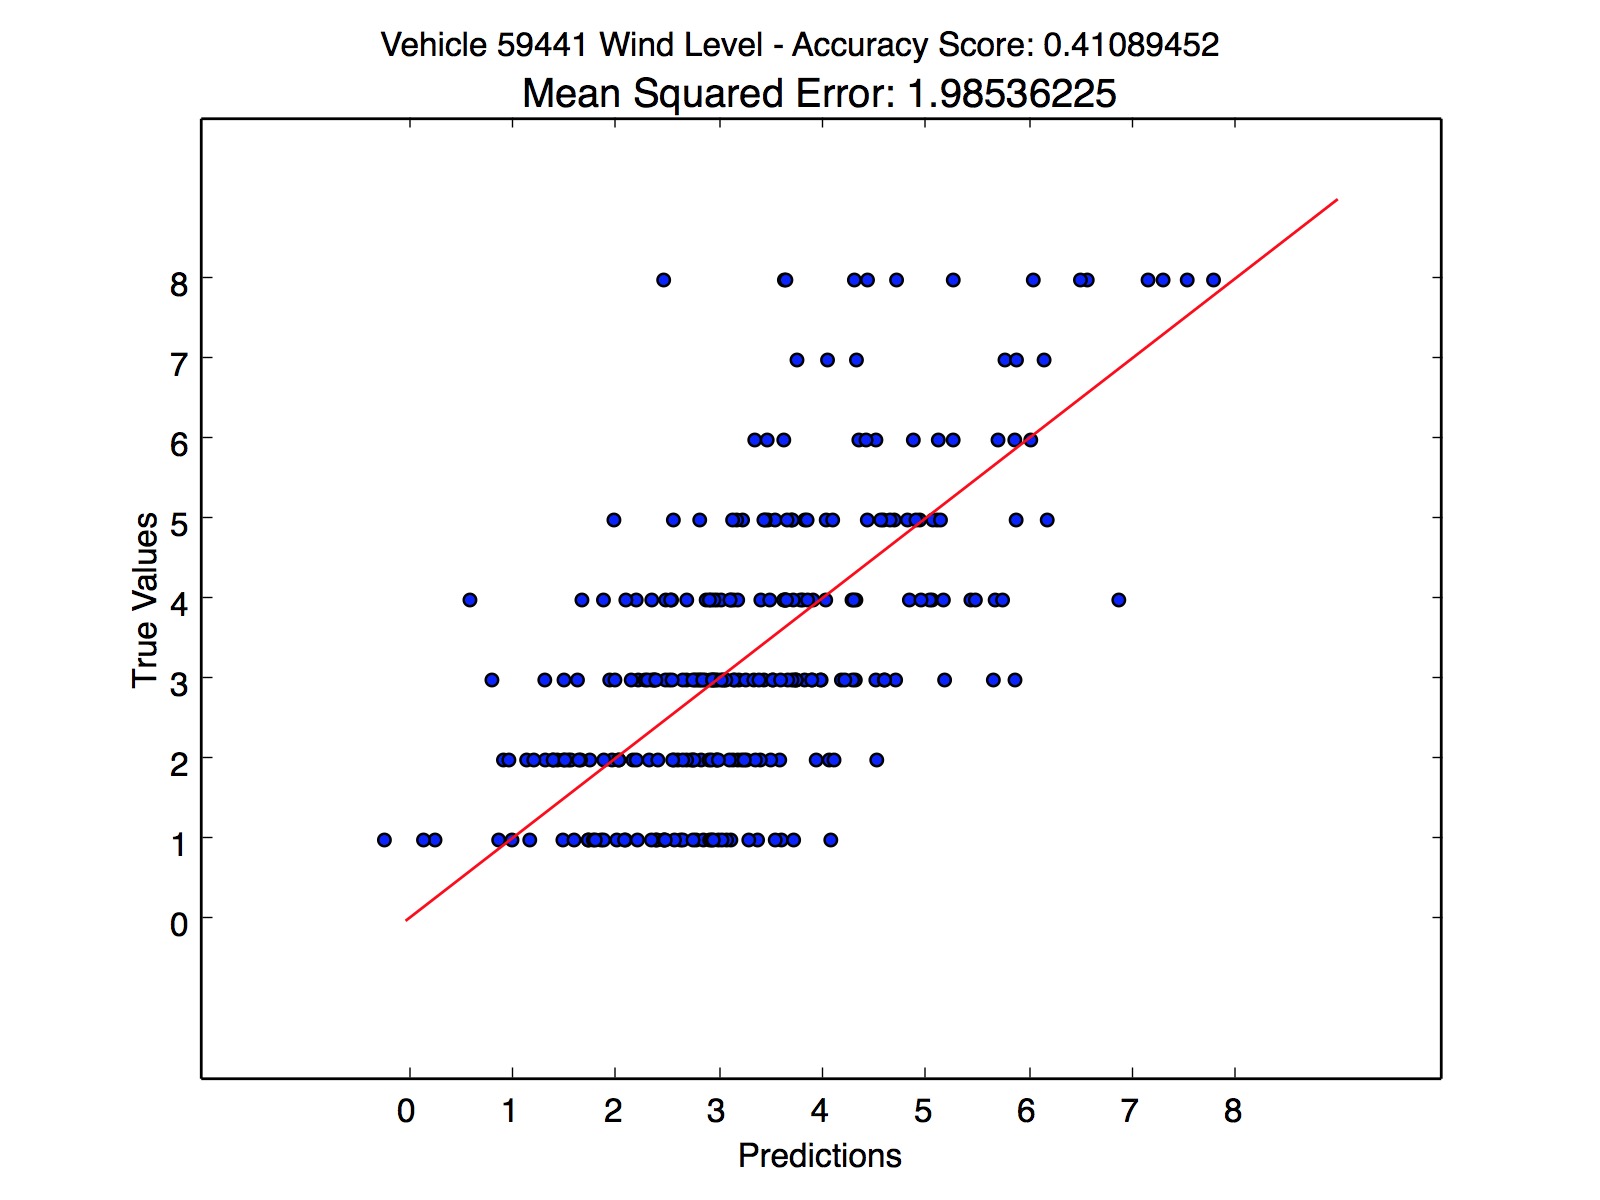 Vehicle 59441 Wind Level - Accuracy Score: 0.41089452
Mean Squared Error: 1.98536225
True Values
8
7
6
5
4
3
2
1
0
0 1 2 3 4 5 6 7 8
Predictions